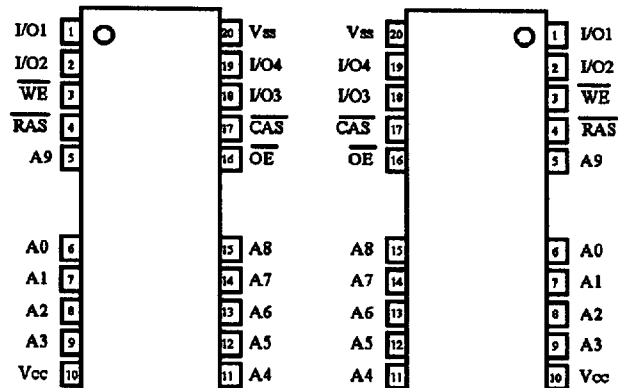 I/O1 1 20 Vss Vss 20 1 I/O1
I/O2 2 19 I/O4 I/O4 19 2 I/O2
WE 3 18 I/O3 I/O3 18 3 WE
RAS 4 17 CAS CAS 17 4 RAS
A9 5 16 OE OE 16 5 A9
A0 6 15 A8 A8 15 6 A0
A1 7 14 A7 A7 14 7 A1
A2 8 13 A6 A6 13 8 A2
A3 9 12 A5 A5 12 9 A3
Vcc 10 11 A4 A4 11 10 Vcc